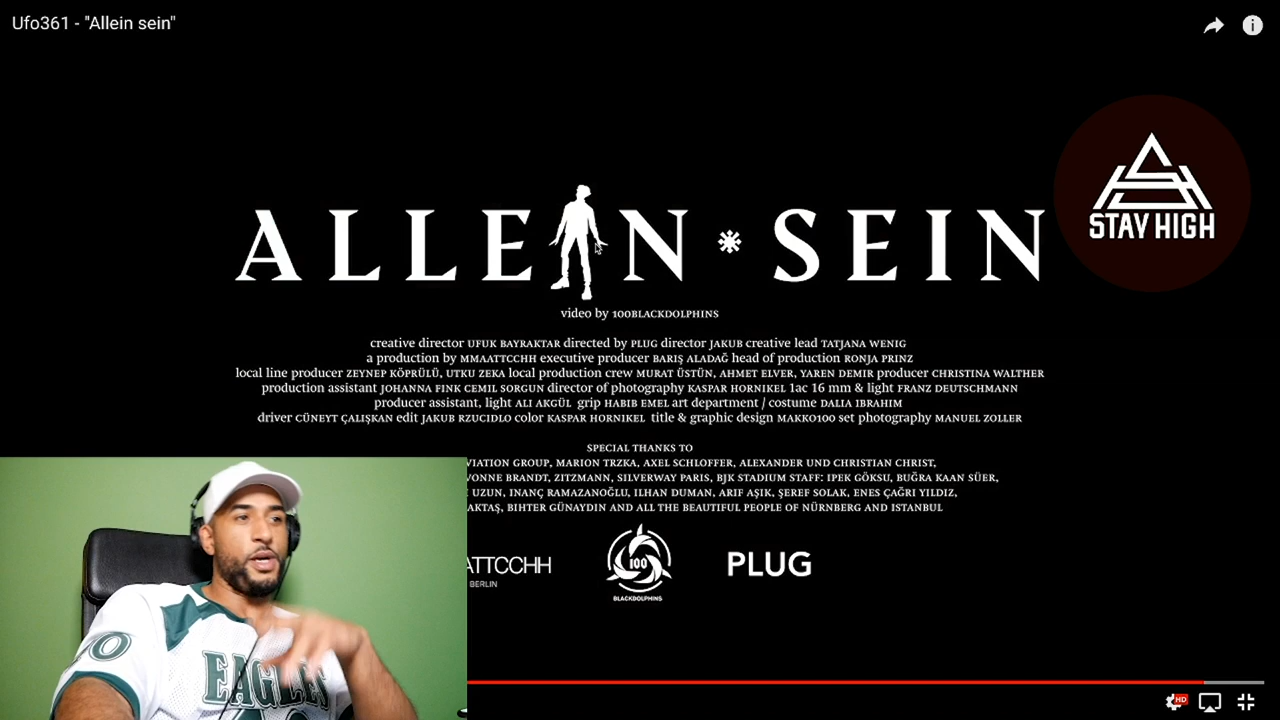 Ufo361 - "Allein sein"
STAY HIGH
ALLEIN * SEIN
video by 100BLACKDOLPHINS
creative director UFUK BAYRAKTAR directed by PLUG director JAKUB creative lead TATJANA WENIG
a production by MMAATTCCHH executive producer BARIŞ ALADAĞ head of production RONJA PRINZ
local line producer ZEYNEP KÖPRÜLÜ, UTKU ZEKA local production crew MURAT ÜSTÜN, AHMET ELVER, YAREN DEMIR producer CHRISTINA WALTHER
production assistant JOHANNA FINK CEMIL SORGUN director of photography KASPAR HORNIKEL 1ac 16 mm & light FRANZ DEUTSCHMANN
producer assistant, light ALI AKGÜL grip HABIB EMEL art department / costume DALIA IBRAHIM
driver CÜNEYT ÇALIŞKAN edit JAKUB RZUCIDLO color KASPAR HORNIKEL title & graphic design MAKKO100 set photography MANUEL ZOLLER
SPECIAL THANKS TO
VIATION GROUP, MARION TRZKA, AXEL SCHLOFFER, ALEXANDER UND CHRISTIAN CHRIST,
VONNE BRANDT, ZITZMANN, SILVERWAY PARIS, BJK STADIUM STAFF: IPEK GÖKSU, BUĞRA KAAN SÜER,
UZUN, INANÇ RAMAZANOĞLU, ILHAN DUMAN, ARIF AŞIK, ŞEREF SOLAK, ENES ÇAĞRI YILDIZ,
AKTAŞ, BIHTER GÜNAYDIN AND ALL THE BEAUTIFUL PEOPLE OF NÜRNBERG AND ISTANBUL
ATTCCHH
BERLIN
100
BLACKDOLPHINS
PLUG
EAGLES
HD